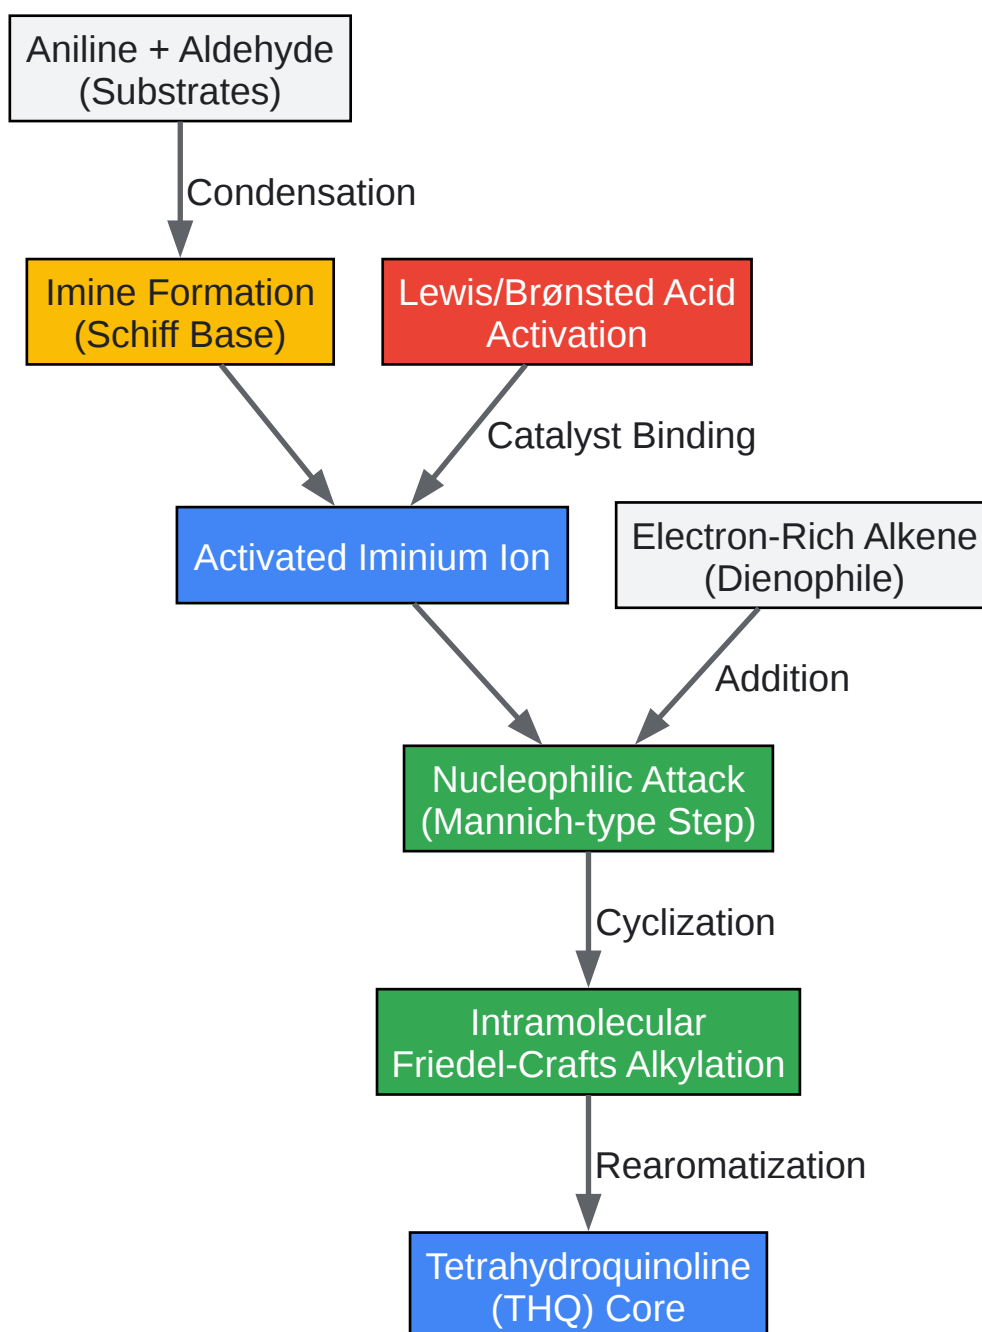 Aniline + Aldehyde
(Substrates)
Condensation
Imine Formation
(Schiff Base)
Lewis/Brønsted Acid
Activation
Catalyst Binding
Activated Iminium Ion
Electron-Rich Alkene
(Dienophile)
Addition
Nucleophilic Attack
(Mannich-type Step)
Cyclization
Intramolecular
Friedel-Crafts Alkylation
Rearomatization
Tetrahydroquinoline
(THQ) Core